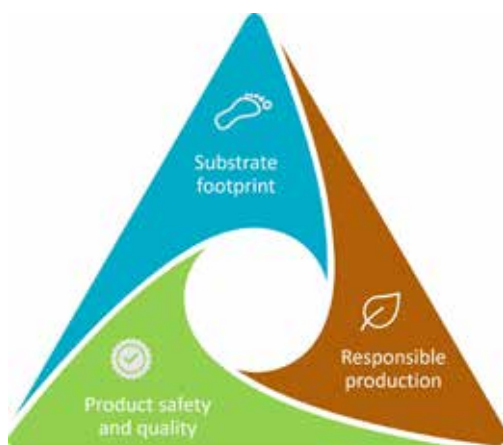 Substrate
footprint
Responsible
production
Product safety
and quality